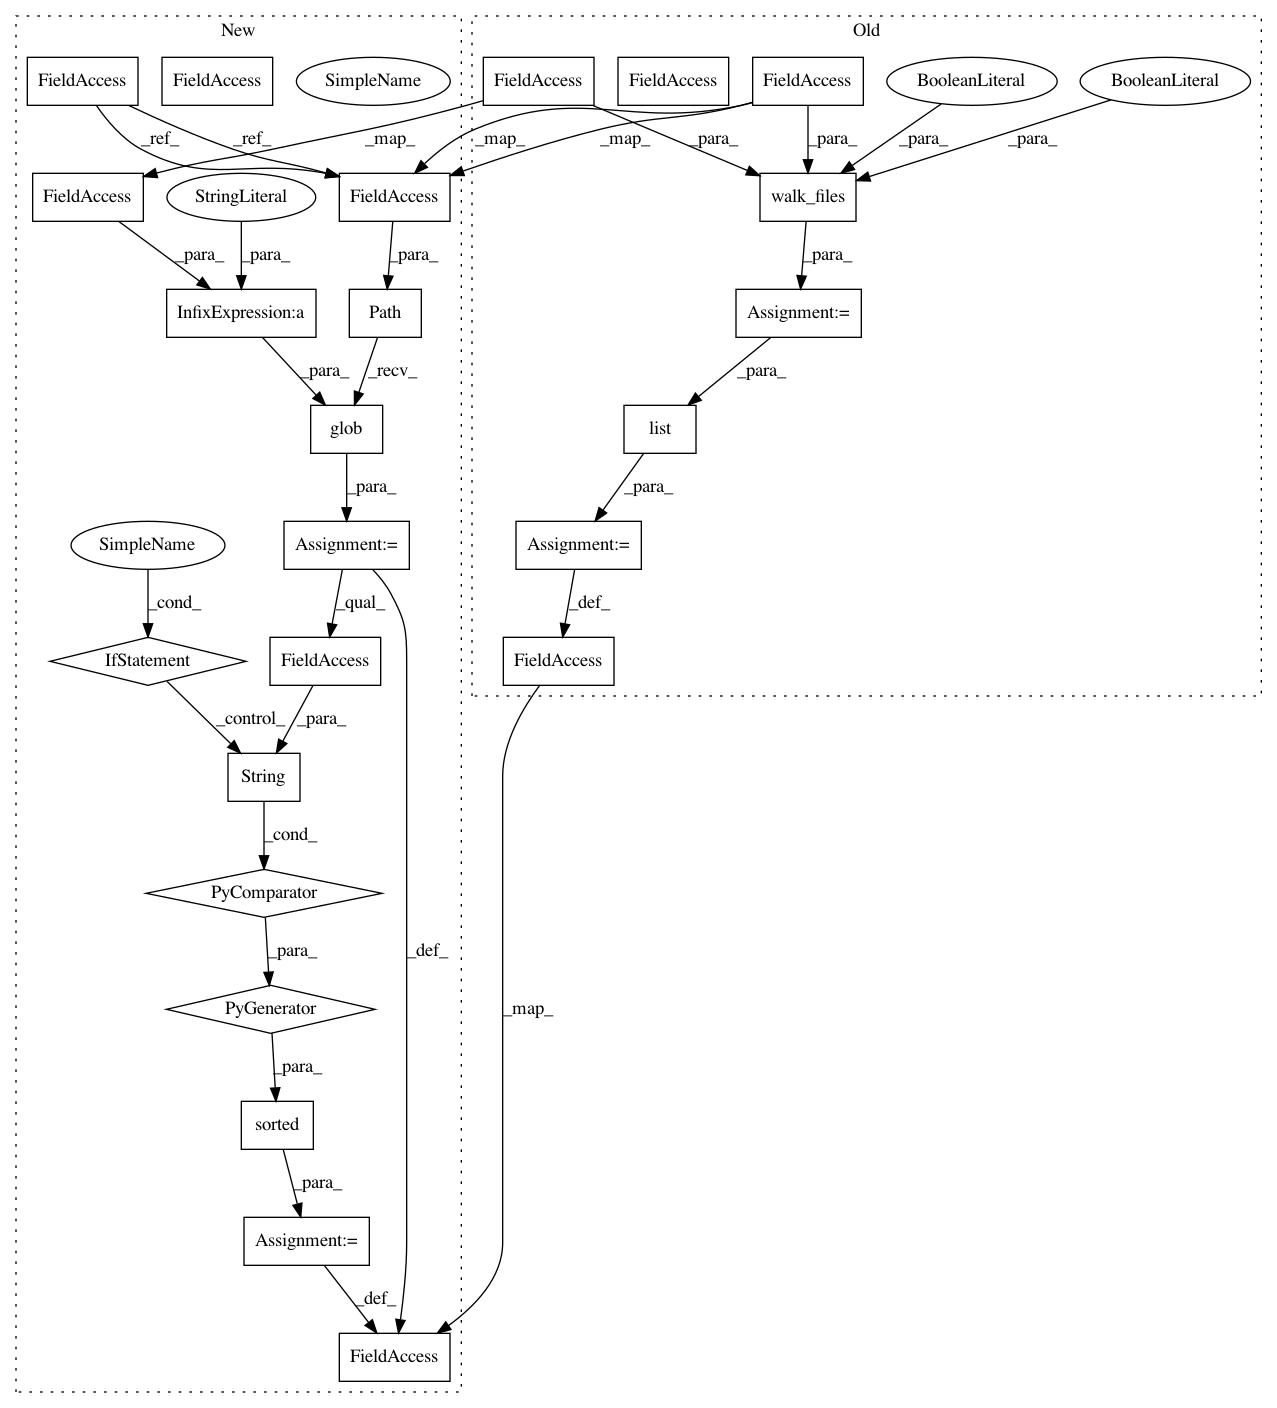 New
Old
FieldAccess
FieldAccess
SimpleName
FieldAccess
FieldAccess
FieldAccess
BooleanLiteral
BooleanLiteral
_ref_
_ref_
_map_
_map_
_map_
_para_
_para_
_para_
_para_
FieldAccess
StringLiteral
FieldAccess
walk_files
_para_
_para_
_para_
_para_
InfixExpression:a
Path
Assignment:=
_para_
_recv_
_para_
glob
list
_para_
_para_
SimpleName
Assignment:=
Assignment:=
_cond_
_qual_
_def_
IfStatement
FieldAccess
FieldAccess
_control_
_para_
String
_cond_
PyComparator
_para_
_def_
PyGenerator
_map_
_para_
sorted
_para_
Assignment:=
_def_
FieldAccess